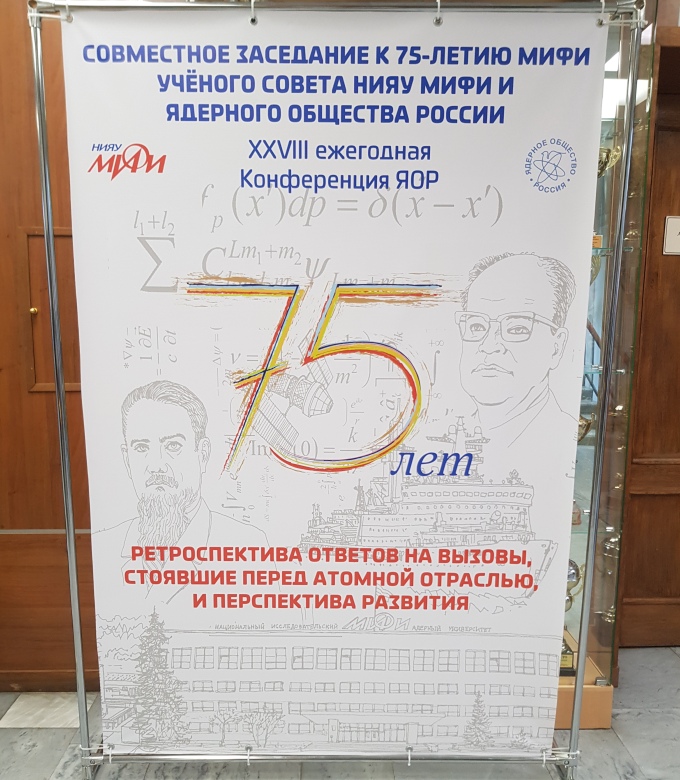 СОВМЕСТНОЕ ЗАСЕДАНИЕ К 75-ЛЕТИЮ МИФИ
УЧЁНОГО СОВЕТА НИЯУ МИФИ И
ЯДЕРНОГО ОБЩЕСТВА РОССИИ
НИЯУ
МИФИ
XXVIII ежегодная
Конференция ЯОР
ЯДЕРНОЕ ОБЩЕСТВО
РОССИЯ
75
лет
РЕТРОСПЕКТИВА ОТВЕТОВ НА ВЫЗОВЫ,
СТОЯВШИЕ ПЕРЕД АТОМНОЙ ОТРАСЛЬЮ,
И ПЕРСПЕКТИВА РАЗВИТИЯ
НАЦИОНАЛЬНЫЙ ИССЛЕДОВАТЕЛЬСКИЙ МИФИ ЯДЕРНЫЙ УНИВЕРСИТЕТ